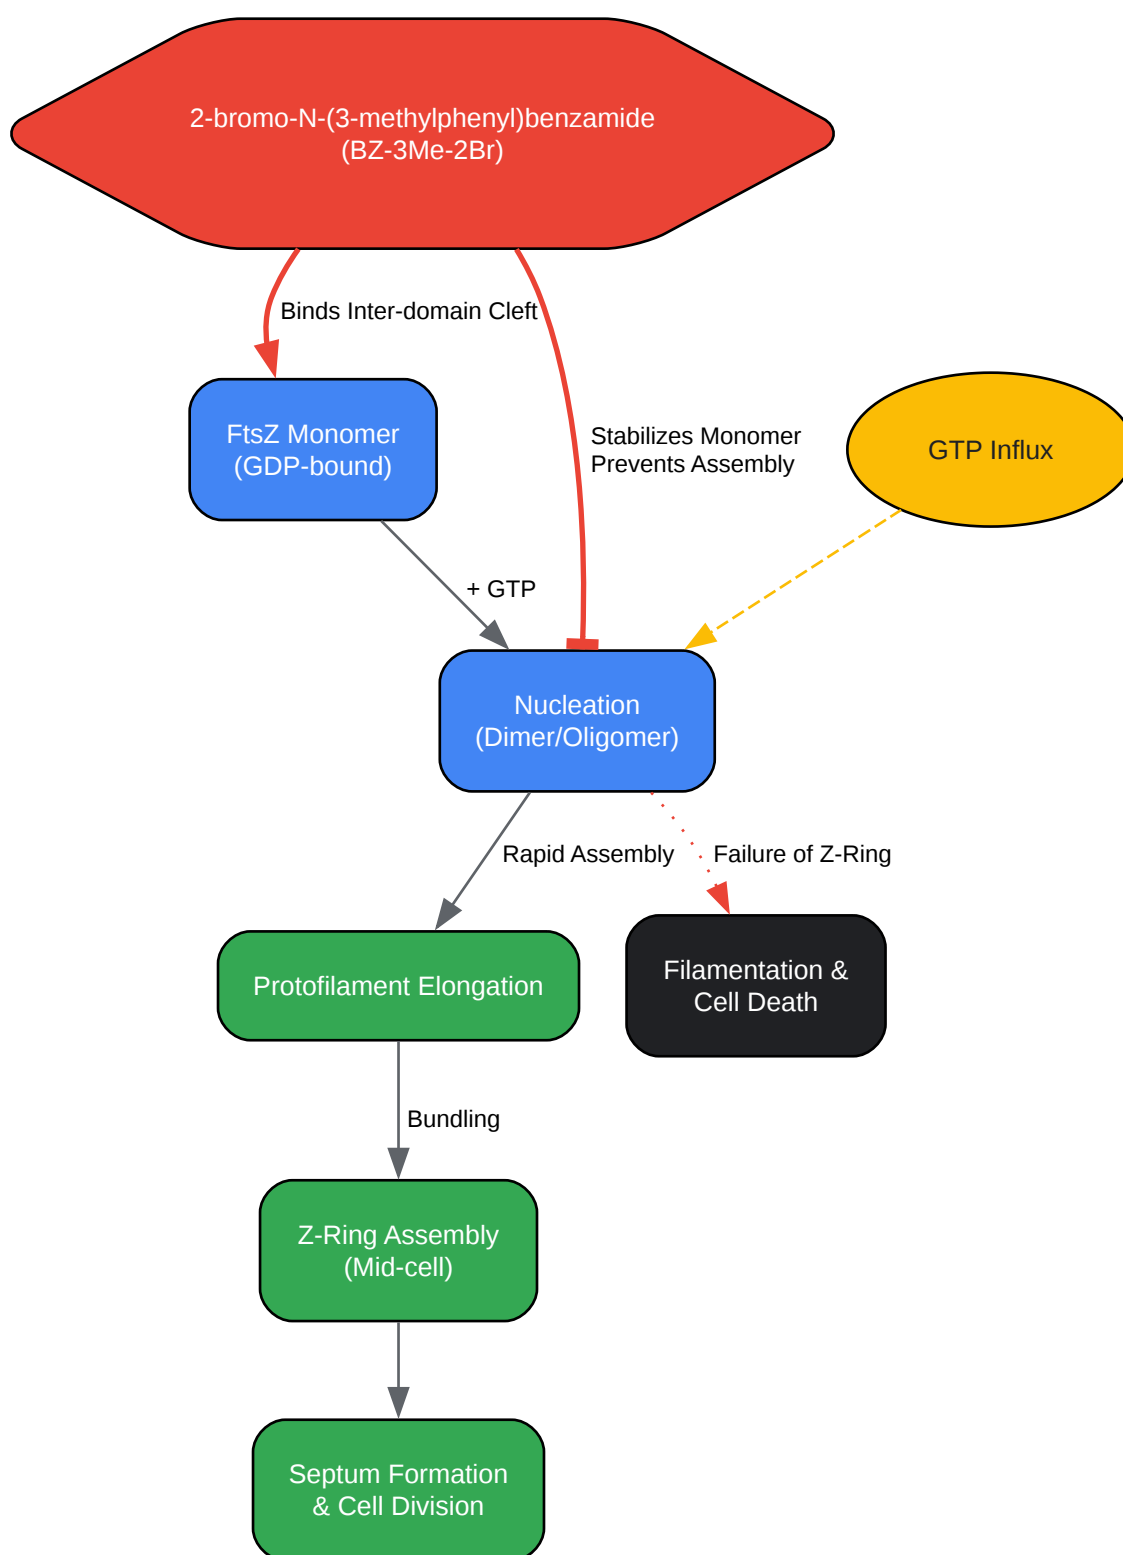 2-bromo-N-(3-methylphenyl)benzamide
(BZ-3Me-2Br)
Binds Inter-domain Cleft
FtsZ Monomer
(GDP-bound)
Stabilizes Monomer
Prevents Assembly
GTP Influx
+ GTP
Nucleation
(Dimer/Oligomer)
Rapid Assembly
Failure of Z-Ring
Protofilament Elongation
Filamentation &
Cell Death
Bundling
Z-Ring Assembly
(Mid-cell)
Septum Formation
& Cell Division